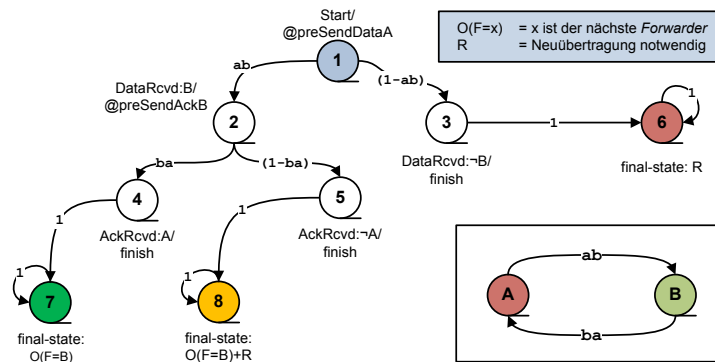 Start/
@preSendDataA
1
O(F=x) = x ist der nächste Forwarder
R = Neuübertragung notwendig
ab
(1-ab)
DataRcvd:B/
@preSendAckB
2
3
1
6
1
DataRcvd:¬B/
finish
final-state: R
ba
(1-ba)
4
5
AckRcvd:A/
finish
AckRcvd:¬A/
finish
1
1
1
7
1
8
final-state:
O(F=B)
final-state:
O(F=B)+R
ab
A
B
ba